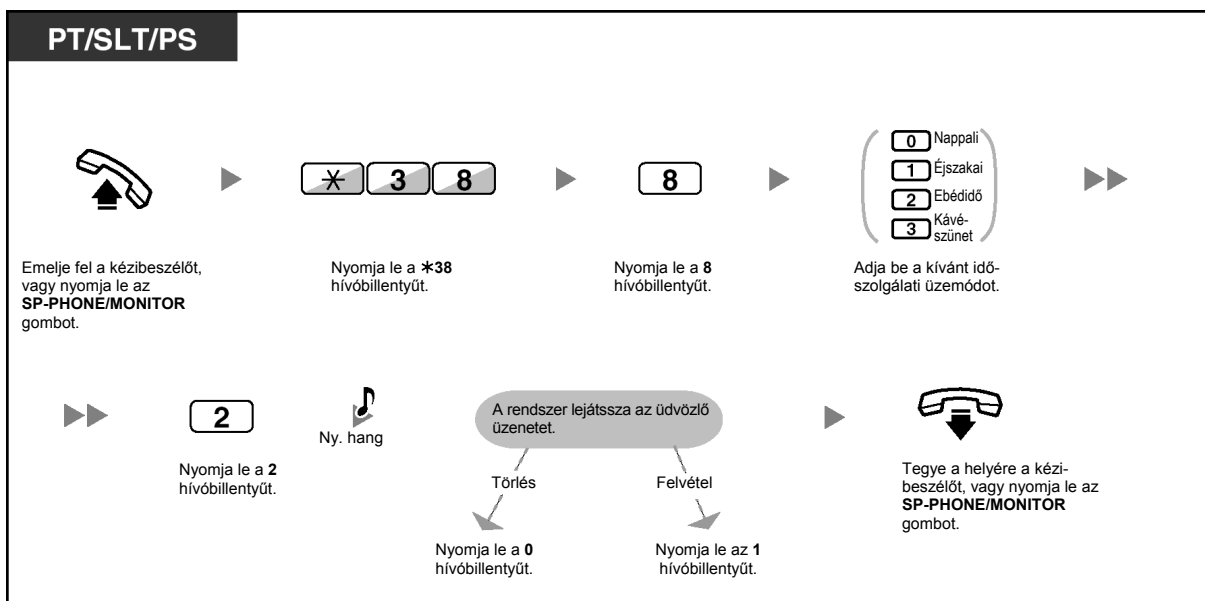 PT/SLT/PS
0 Nappali
1 Éjszakai
2 Ebédidő
3 Kávé-
szünet
✳ 3 8
8
Emelje fel a kézibeszélőt,
vagy nyomja le az
SP-PHONE/MONITOR
gombot.
Nyomja le a ✳38
hívóbillentyűt.
Nyomja le a 8
hívóbillentyűt.
Adja be a kívánt idő-
szolgálati üzemódot.
2
Ny. hang
Nyomja le a 2
hívóbillentyűt.
A rendszer lejátssza az üdvözlő
üzenetet.
Törlés
Felvétel
Nyomja le a 0
hívóbillentyűt.
Nyomja le az 1
hívóbillentyűt.
Tegye a helyére a kézi-
beszélőt, vagy nyomja le az
SP-PHONE/MONITOR
gombot.